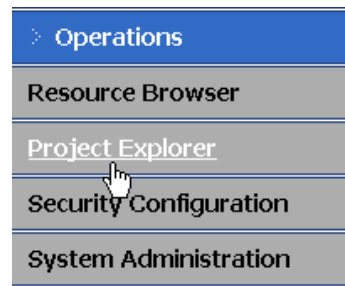 Operations
Resource Browser
Project Explorer
Security Configuration
System Administration